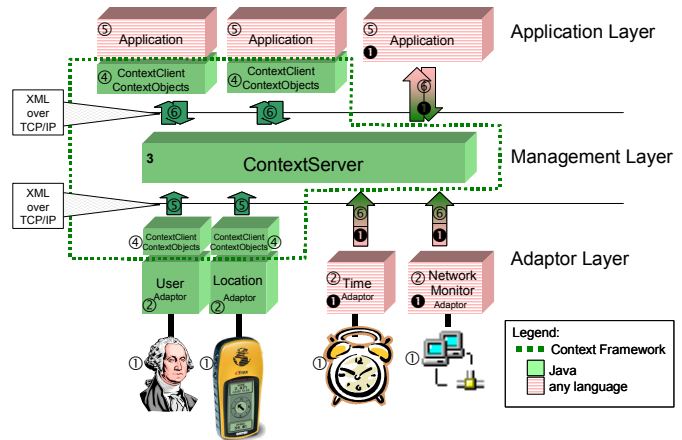 ⑤ Application
⑤ Application
⑤ Application
❶
Application Layer
④ ContextClient
ContextObjects
④ ContextClient
ContextObjects
XML
over
TCP/IP
⑥
⑥
⑥
❶
3
ContextServer
Management Layer
XML
over
TCP/IP
⑤
⑤
⑥
❶
⑥
❶
④ ContextClient
ContextObjects
ContextClient ④
ContextObjects
Adaptor Layer
User
Adaptor
②
Location
Adaptor
②
② Time
❶ Adaptor
② Network
Monitor
❶ Adaptor
①
①
①
①
Legend:
Context Framework
Java
any language